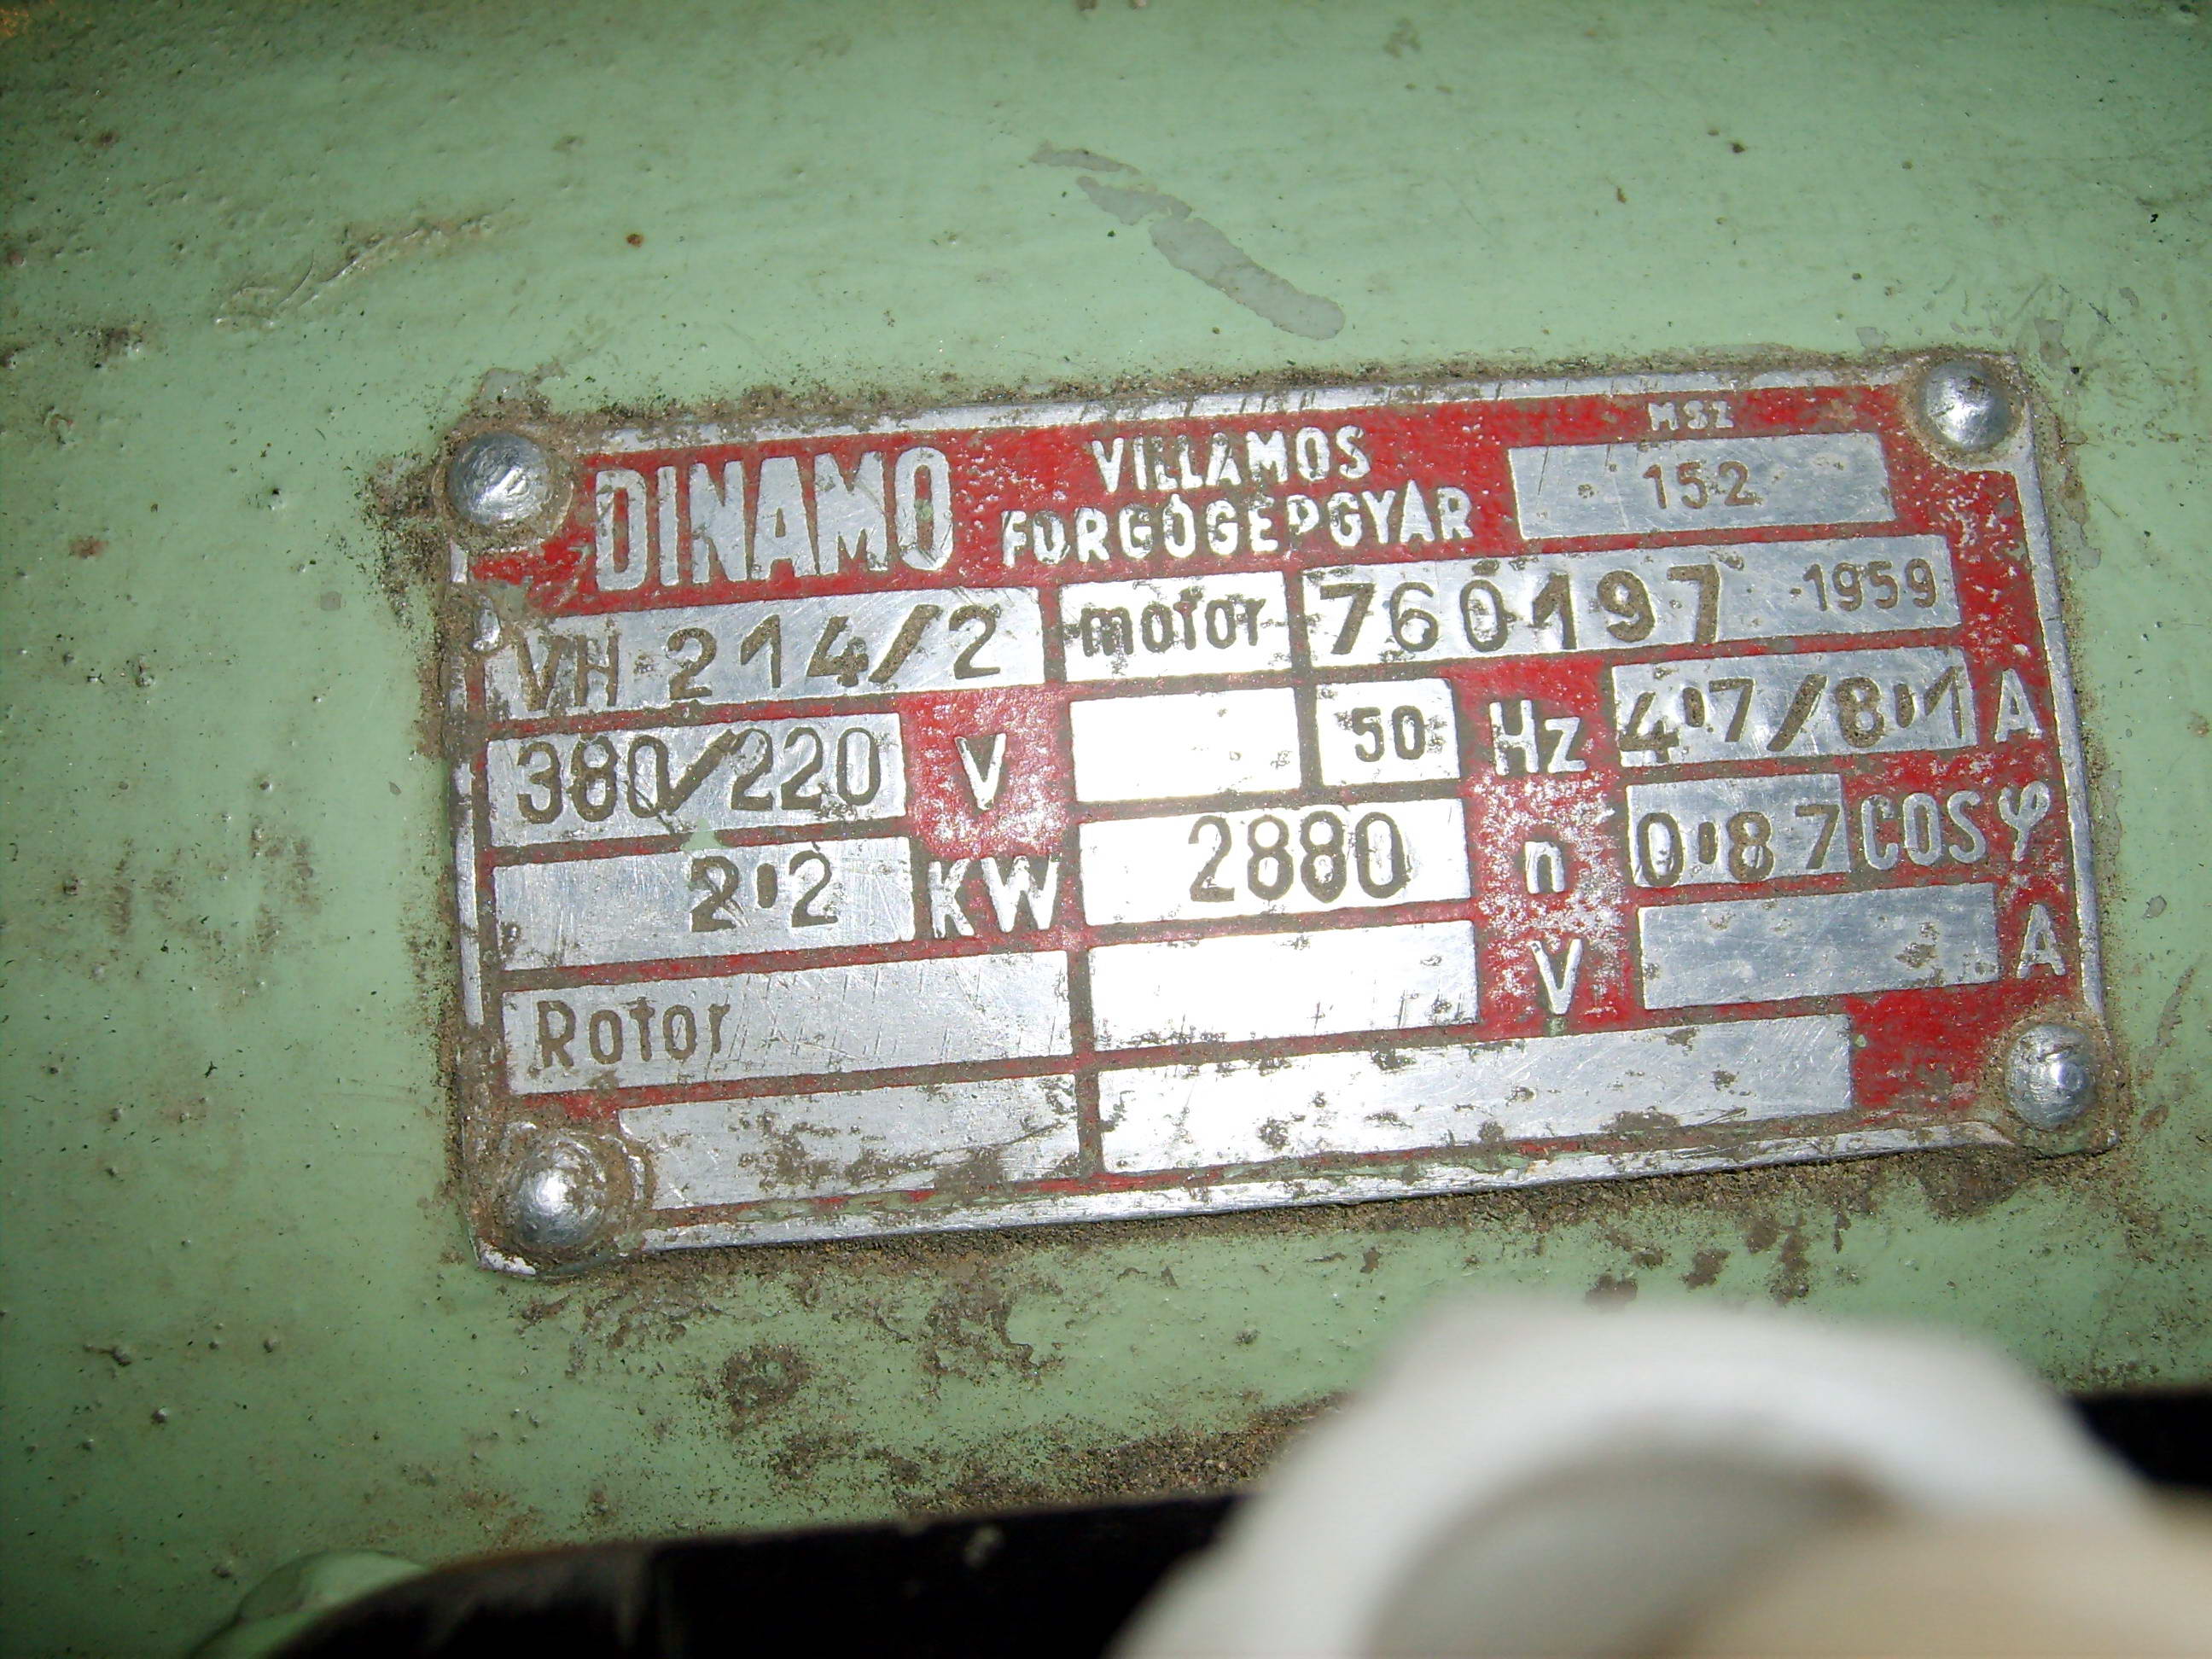 DINAMO VILLAMOS FORGÓGÉPGYÁR MSZ 152
VH 214/2 motor 760197 1959
380/220 V 50 Hz 4·7/8·1 A
2·2 KW 2880 n 0·87 COS φ
Rotor V A